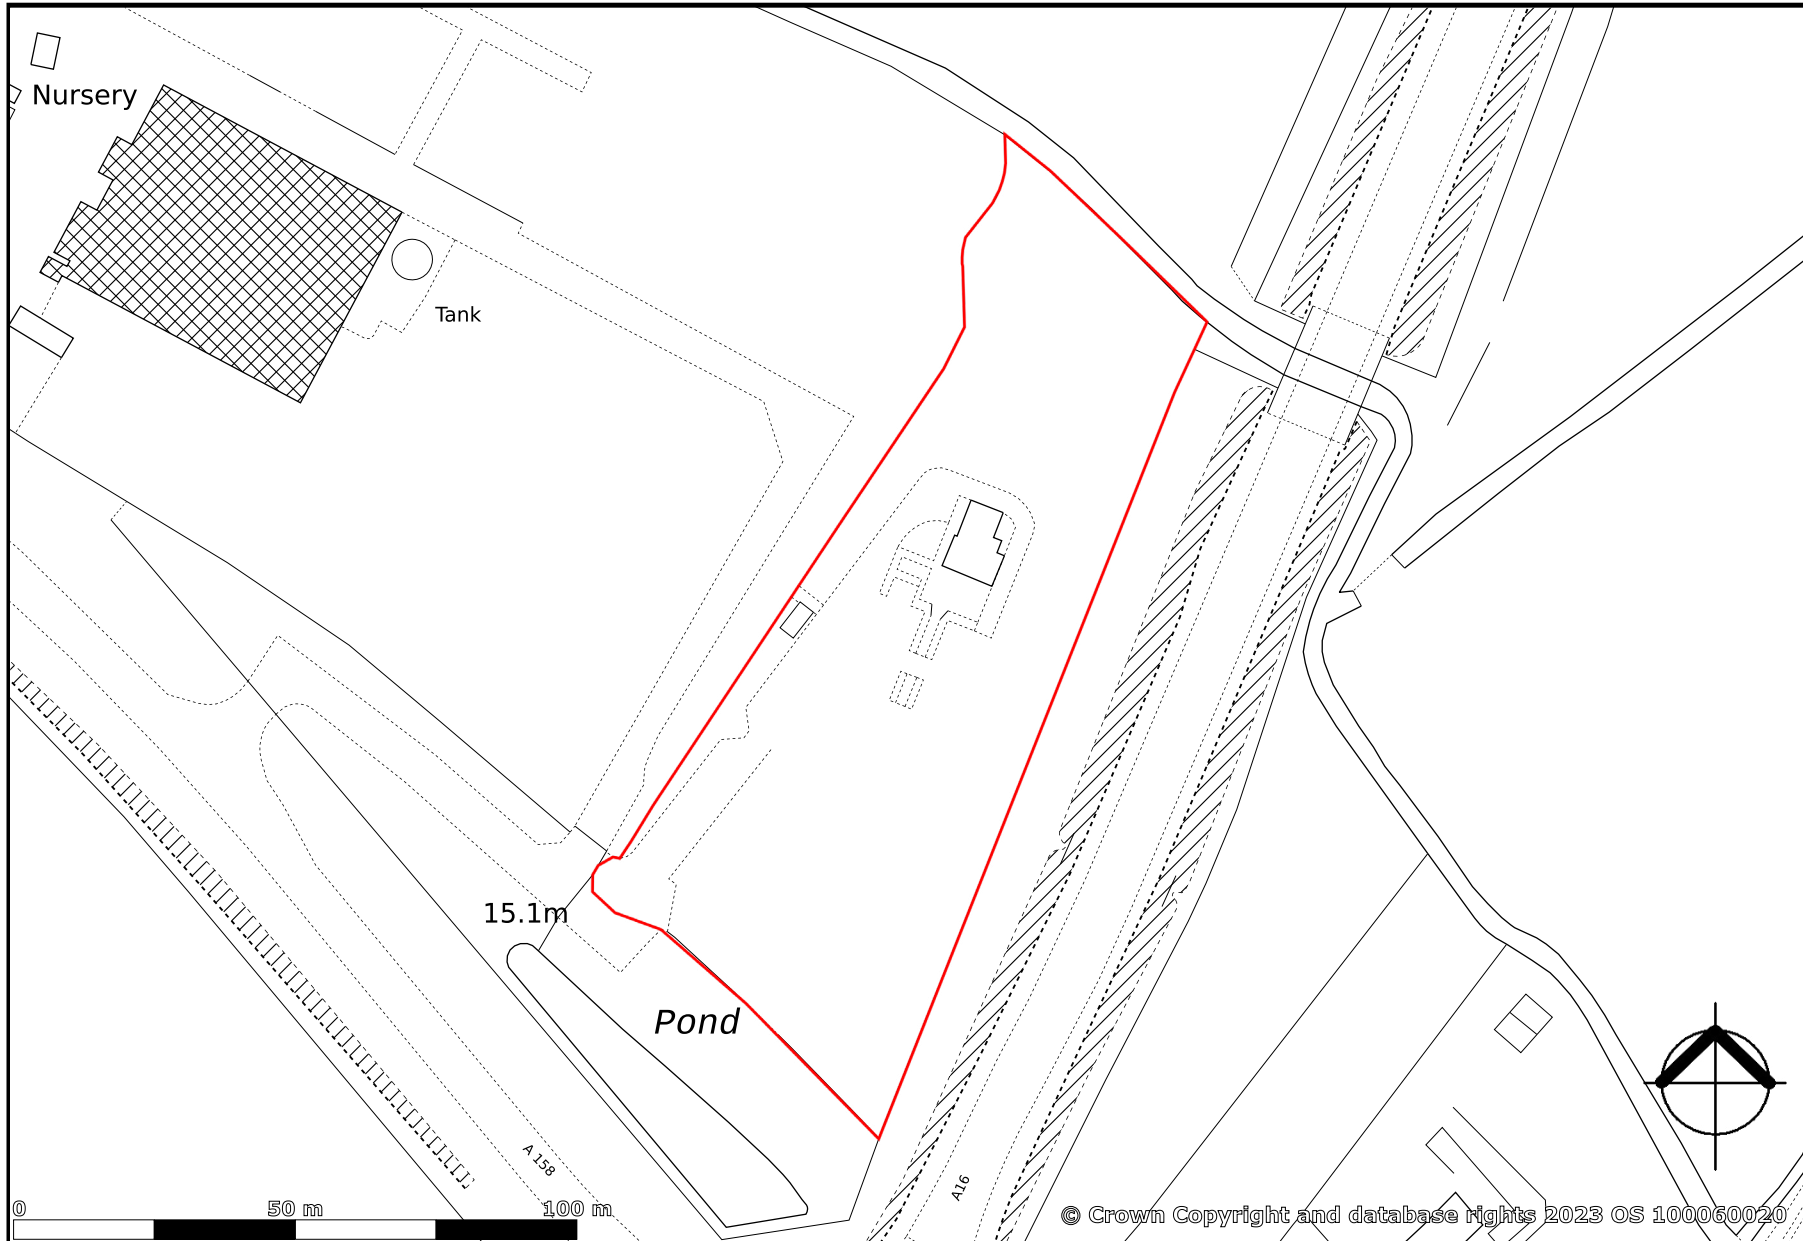 Nursery
Tank
15.1m
Pond
A 158
A16
0 50 m 100 m
© Crown Copyright and database rights 2023 OS 100060020